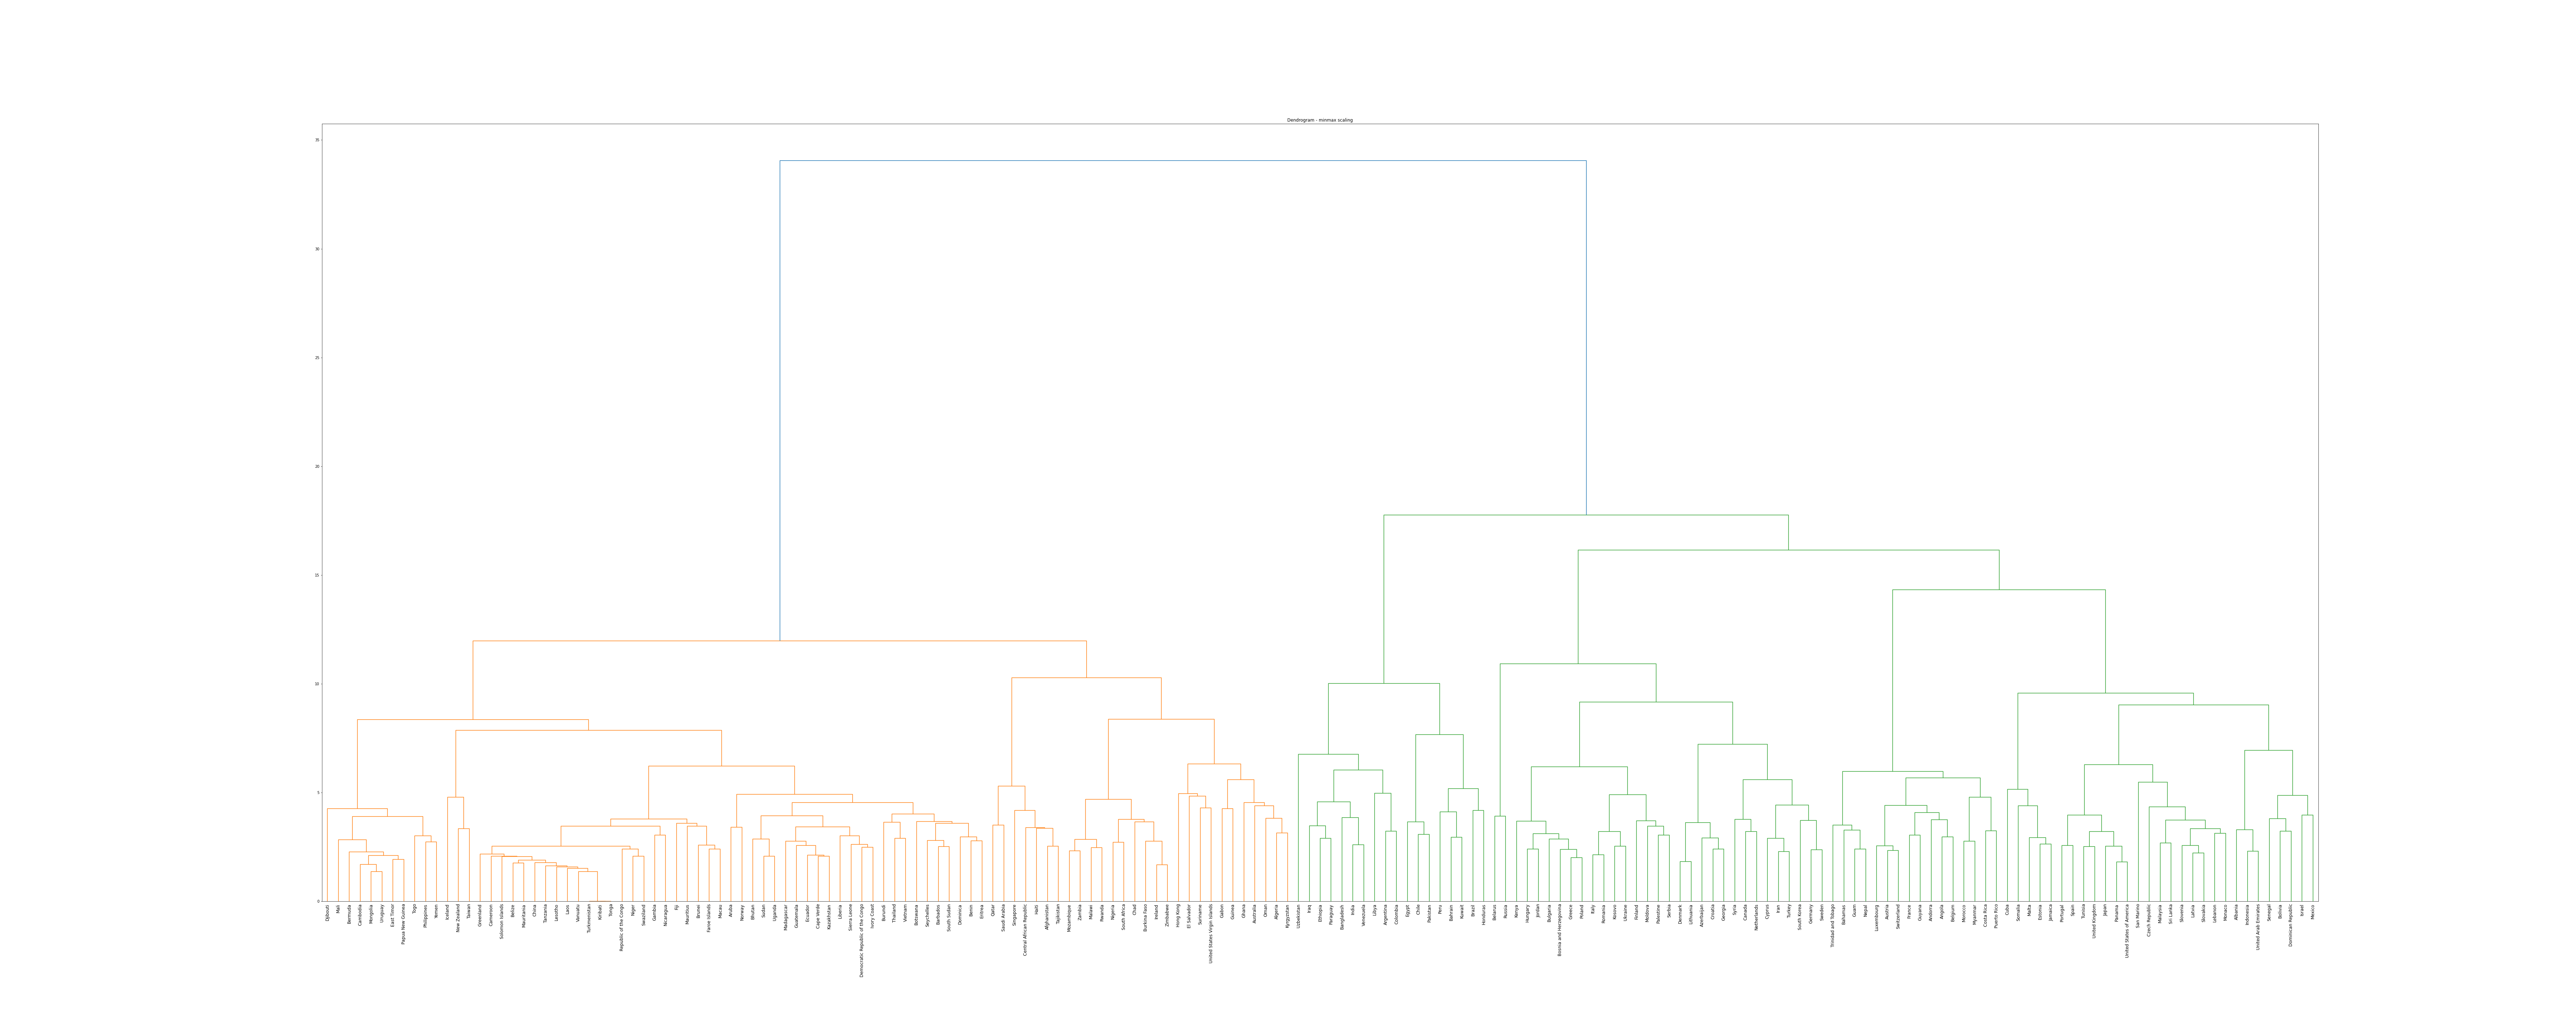 Dendrogram - minmax scaling
35
30
25
20
15
10
5
0
Djibouti
Mali
Bermuda
Cambodia
Mongolia
Uruguay
East Timor
Papua New Guinea
Togo
Philippines
Yemen
Iceland
New Zealand
Taiwan
Greenland
Cameroon
Solomon Islands
Belize
Mauritania
China
Tanzania
Lesotho
Laos
Vanuatu
Turkmenistan
Kiribati
Tonga
Republic of the Congo
Niger
Swaziland
Gambia
Nicaragua
Fiji
Mauritius
Brunei
Faroe Islands
Macau
Aruba
Norway
Bhutan
Sudan
Uganda
Madagascar
Guatemala
Ecuador
Cape Verde
Kazakhstan
Liberia
Sierra Leone
Democratic Republic of the Congo
Ivory Coast
Burundi
Thailand
Vietnam
Botswana
Seychelles
Barbados
South Sudan
Dominica
Benin
Eritrea
Qatar
Saudi Arabia
Singapore
Central African Republic
Haiti
Afghanistan
Tajikistan
Mozambique
Zambia
Malawi
Rwanda
Nigeria
South Africa
Chad
Burkina Faso
Ireland
Zimbabwe
Hong Kong
El Salvador
Suriname
United States Virgin Islands
Gabon
Guinea
Ghana
Australia
Oman
Algeria
Kyrgyzstan
Uzbekistan
Iraq
Ethiopia
Paraguay
Bangladesh
India
Venezuela
Libya
Argentina
Colombia
Egypt
Chile
Pakistan
Peru
Bahrain
Kuwait
Brazil
Honduras
Belarus
Russia
Kenya
Hungary
Jordan
Bulgaria
Bosnia and Herzegovina
Greece
Poland
Italy
Romania
Kosovo
Ukraine
Finland
Moldova
Palestine
Serbia
Denmark
Lithuania
Azerbaijan
Croatia
Georgia
Syria
Canada
Netherlands
Cyprus
Iran
Turkey
South Korea
Germany
Sweden
Trinidad and Tobago
Bahamas
Guam
Nepal
Luxembourg
Austria
Switzerland
France
Guyana
Andorra
Angola
Belgium
Morocco
Myanmar
Costa Rica
Puerto Rico
Cuba
Somalia
Malta
Estonia
Jamaica
Portugal
Spain
Tunisia
United Kingdom
Japan
Panama
United States of America
San Marino
Czech Republic
Malaysia
Sri Lanka
Slovenia
Latvia
Slovakia
Lebanon
Monaco
Albania
Indonesia
United Arab Emirates
Senegal
Bolivia
Dominican Republic
Israel
Mexico